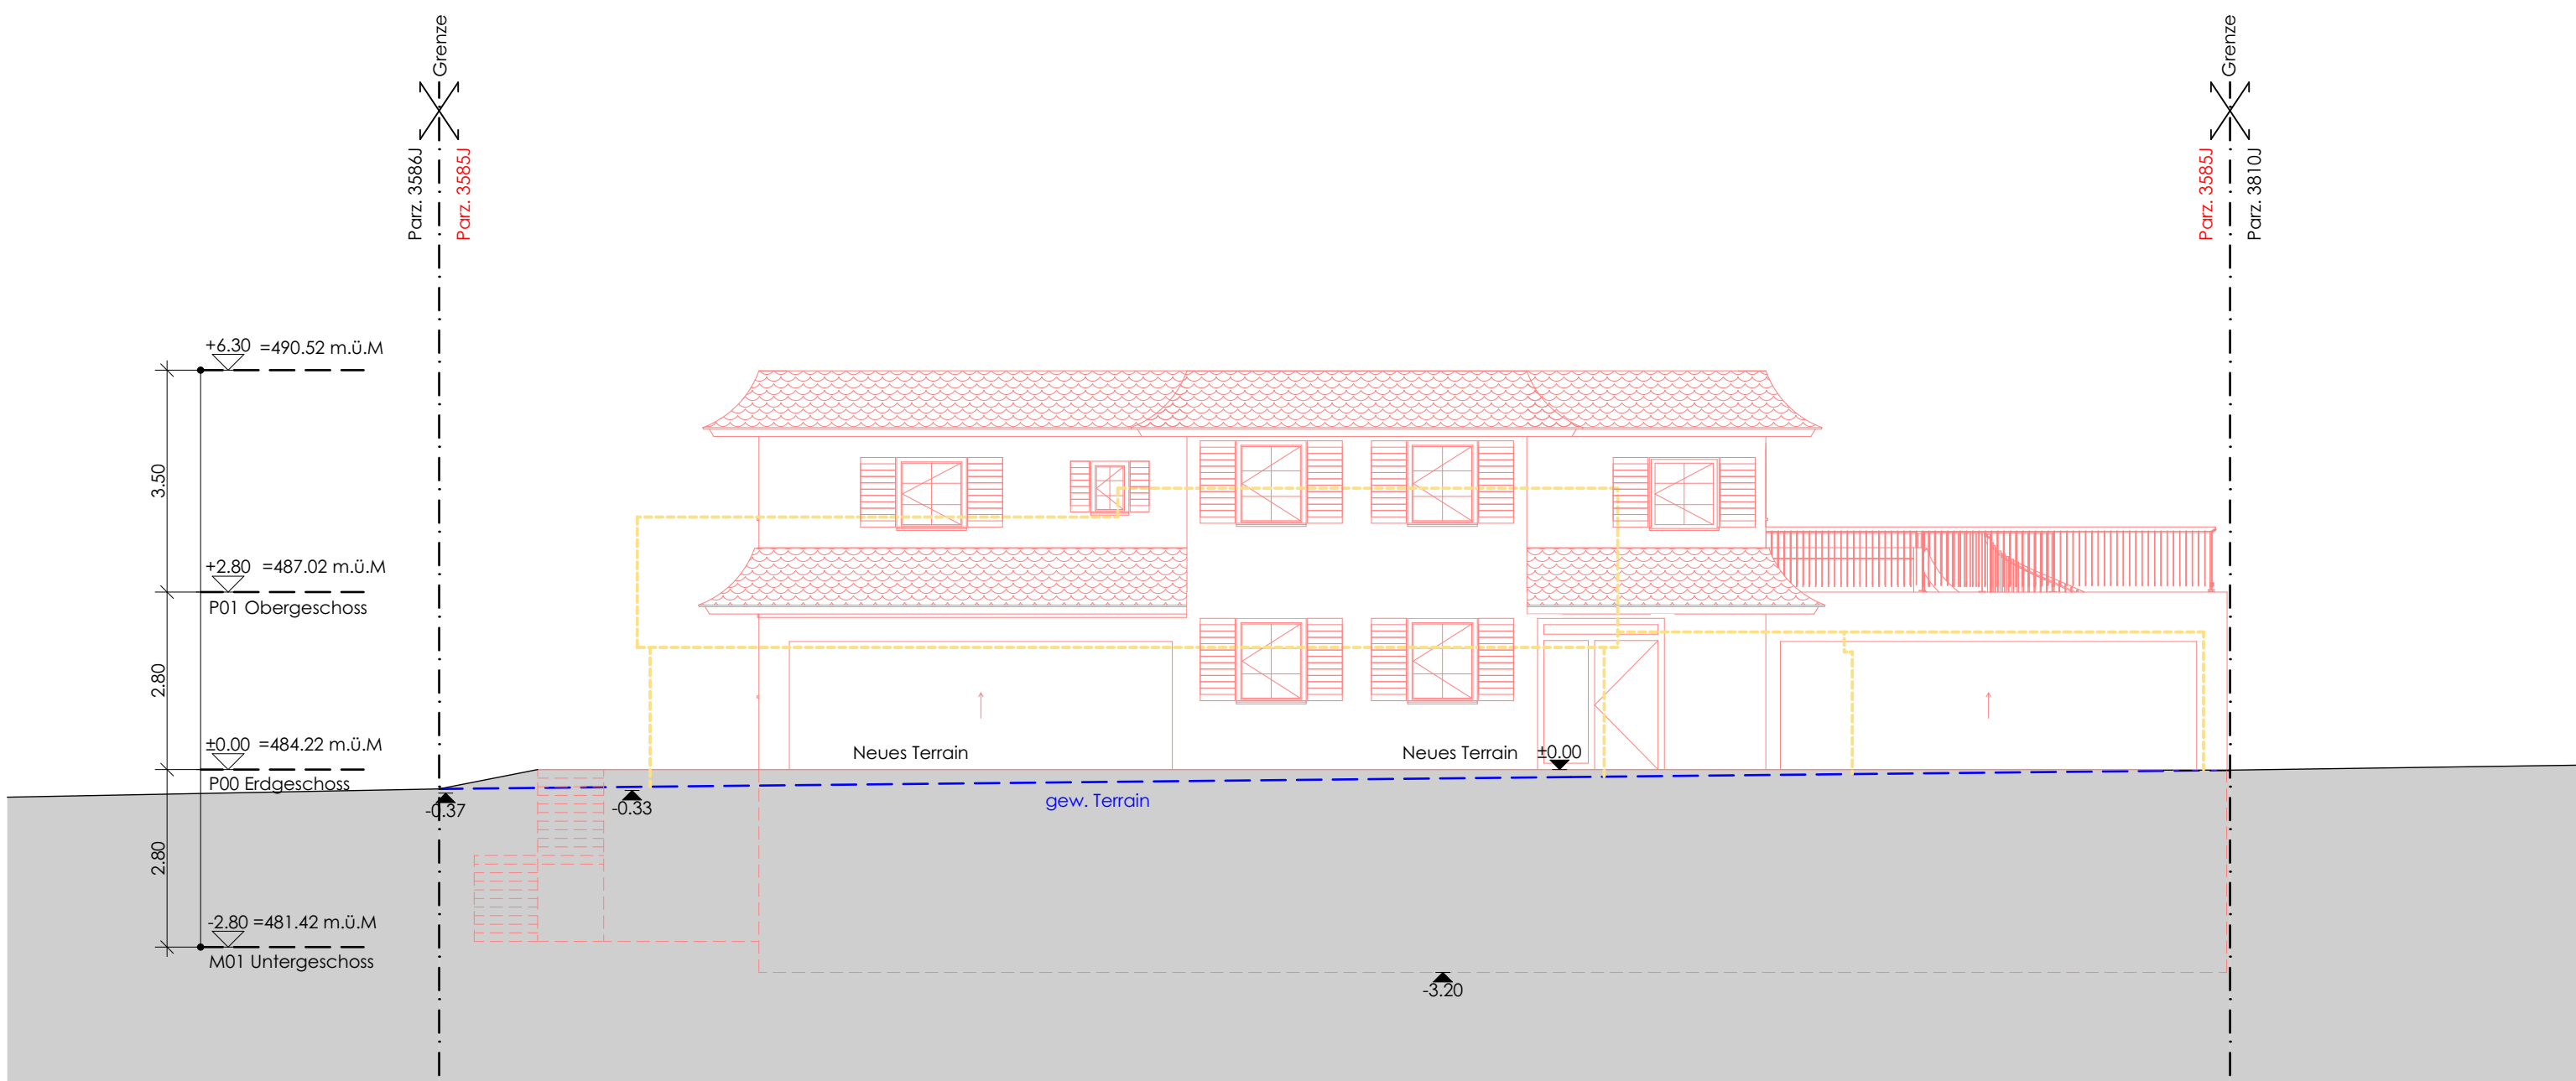 Grenze
Grenze
Parz. 3586J
Parz. 3585J
Parz. 3585J
Parz. 3810J
+6.30 =490.52 m.ü.M
3.50
+2.80 =487.02 m.ü.M
P01 Obergeschoss
2.80
±0.00 =484.22 m.ü.M
P00 Erdgeschoss
Neues Terrain
Neues Terrain ±0.00
-0.37
-0.33
gew. Terrain
2.80
-2.80 =481.42 m.ü.M
M01 Untergeschoss
-3.20